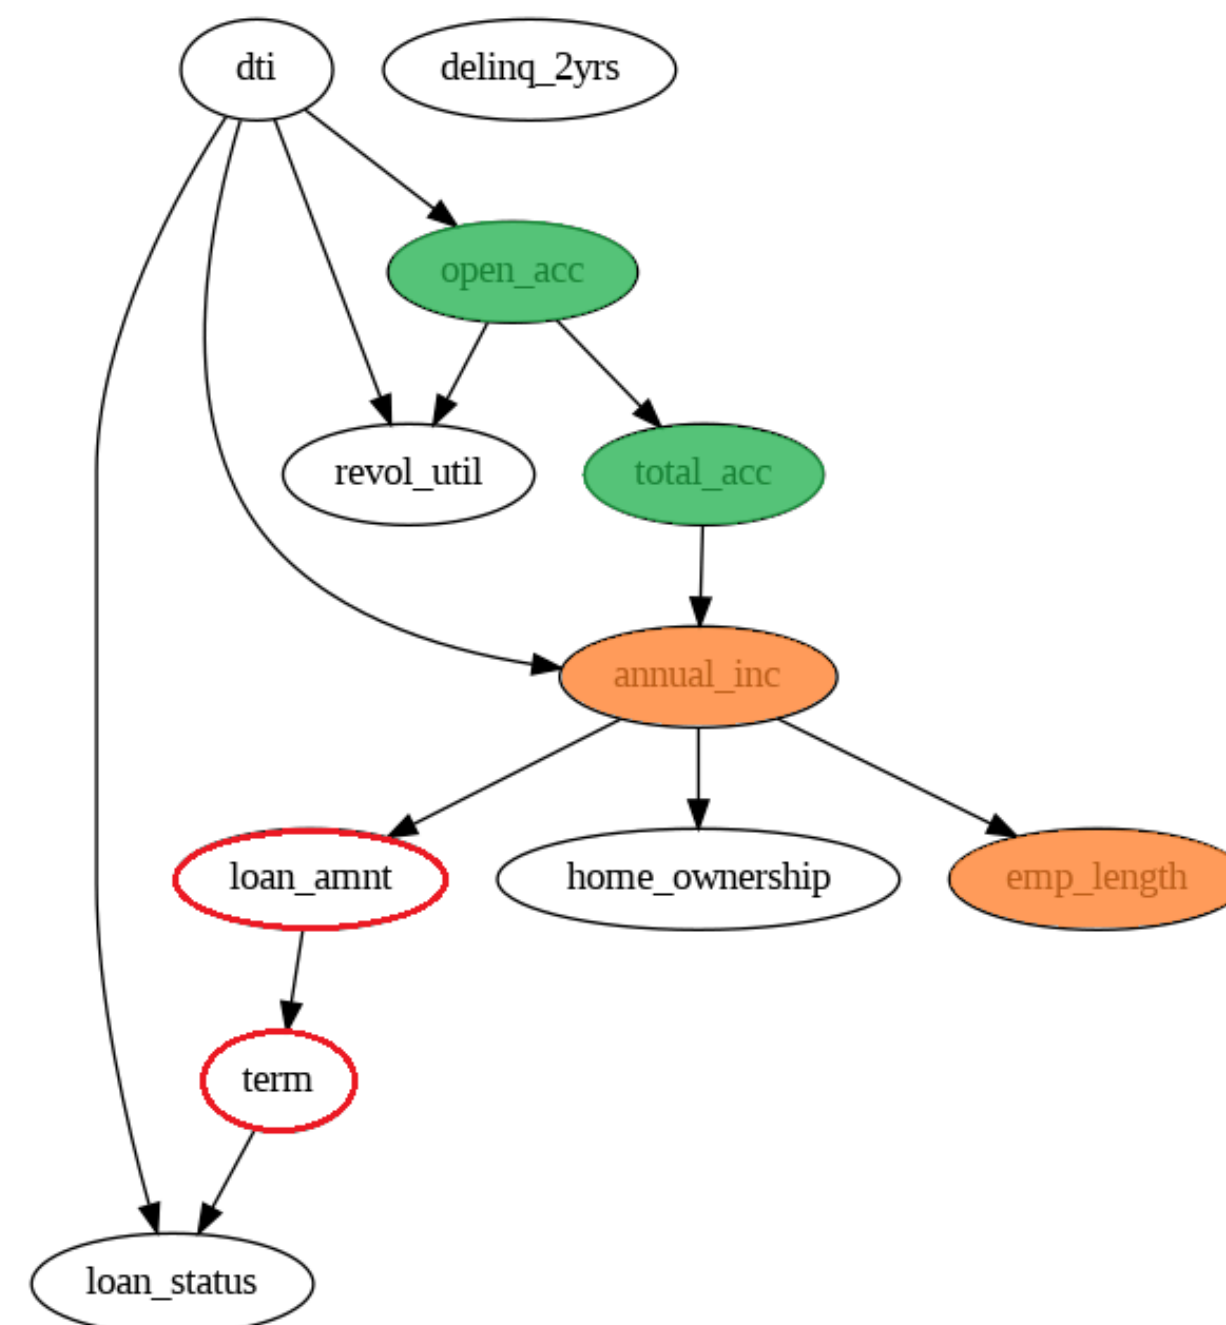 dti
delinq_2yrs
open_acc
revol_util
total_acc
annual_inc
loan_amnt
home_ownership
emp_length
term
loan_status